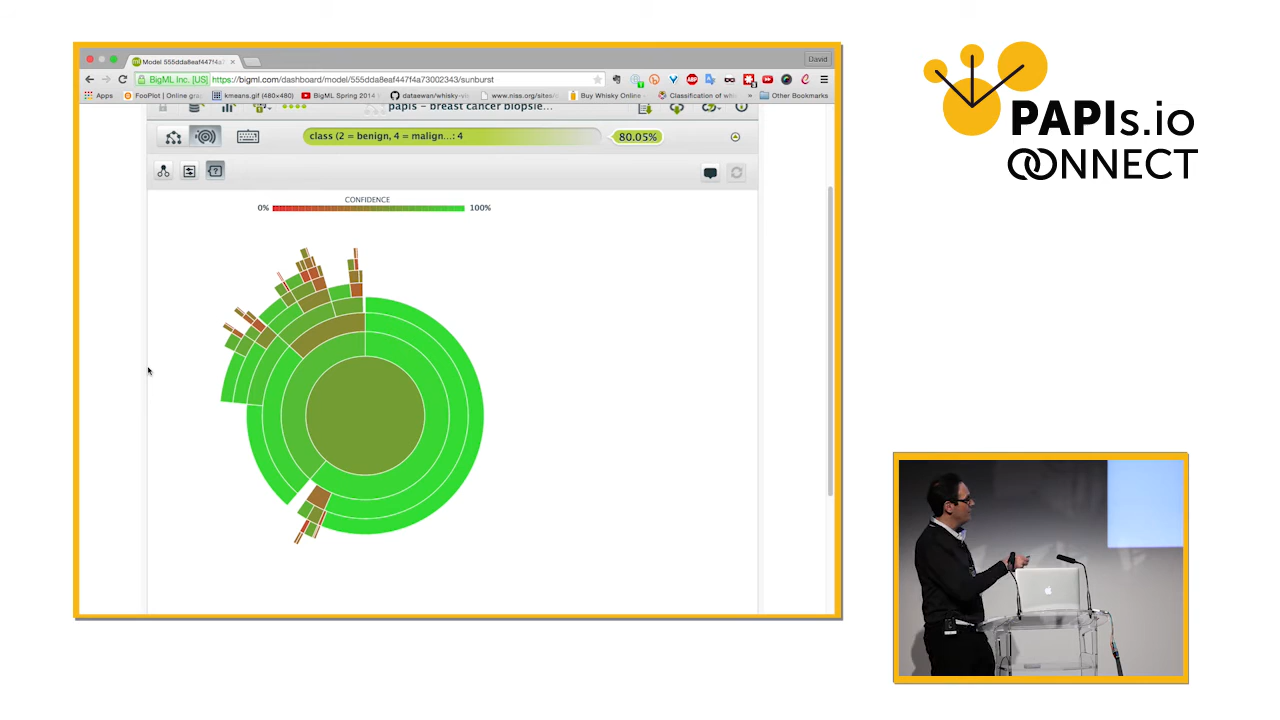 Model 555dda8eaf447f4a7
David
BigML Inc. [US] https://bigml.com/dashboard/model/555dda8eaf447f4a73002343/sunburst
Apps FooPlot | Online gra kmeans.gif (480×480) BigML Spring 2014 dataewan/whisky-vi www.niss.org/sites Buy Whisky Online Classification of wh » Other Bookmarks
papis – breast cancer biopsie...
class (2 = benign, 4 = malign...: 4 80.05%
CONFIDENCE
0% 100%
PAPIs.io
CONNECT